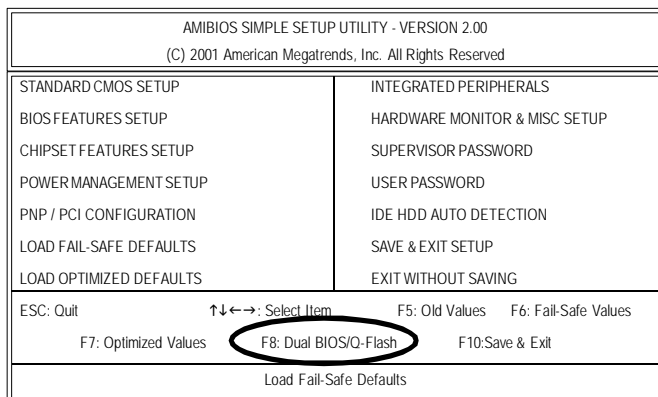 AMIBIOS SIMPLE SETUP UTILITY - VERSION 2.00
(C) 2001 American Megatrends, Inc. All Rights Reserved
STANDARD CMOS SETUP
INTEGRATED PERIPHERALS
BIOS FEATURES SETUP
HARDWARE MONITOR & MISC SETUP
CHIPSET FEATURES SETUP
SUPERVISOR PASSWORD
POWER MANAGEMENT SETUP
USER PASSWORD
PNP / PCI CONFIGURATION
IDE HDD AUTO DETECTION
LOAD FAIL-SAFE DEFAULTS
SAVE & EXIT SETUP
LOAD OPTIMIZED DEFAULTS
EXIT WITHOUT SAVING
ESC: Quit ↑↓←→: Select Item F5: Old Values F6: Fail-Safe Values
F7: Optimized Values F8: Dual BIOS/Q-Flash F10:Save & Exit
Load Fail-Safe Defaults